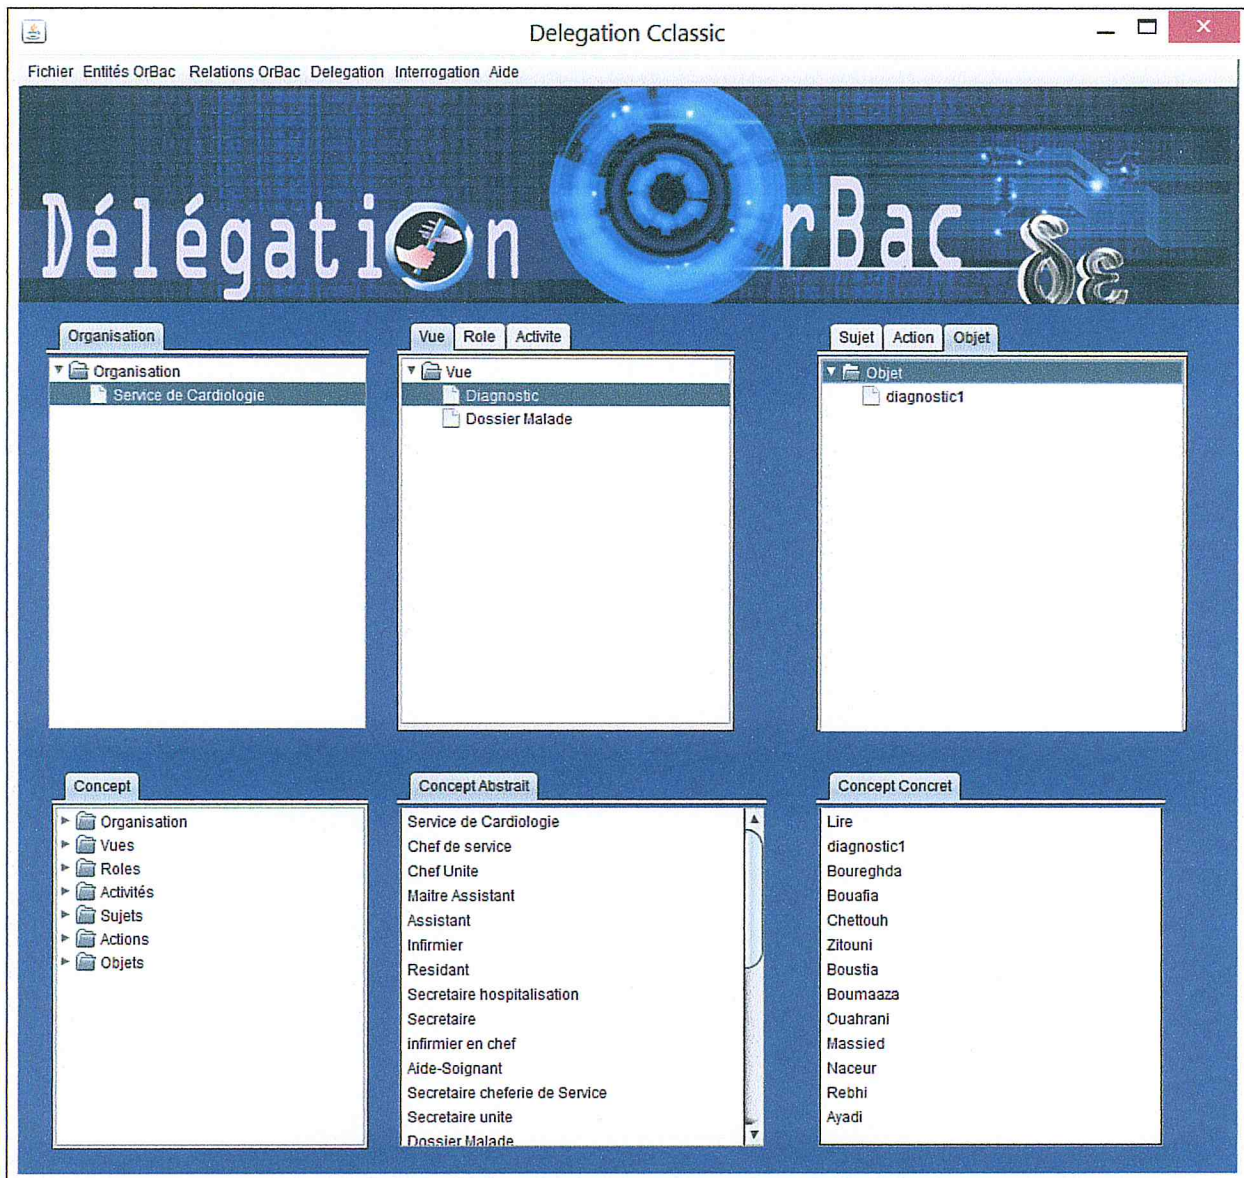 Delegation Cclassic
Fichier Entités OrBac Relations OrBac Delegation Interrogation Aide
Délégation OrBac δε
Organisation
Organisation
Service de Cardiologie
Vue Role Activite
Vue
Diagnostic
Dossier Malade
Sujet Action Objet
Objet
diagnostic1
Concept
Organisation
Vues
Roles
Activités
Sujets
Actions
Objets
Concept Abstrait
Service de Cardiologie
Chef de service
Chef Unite
Maitre Assistant
Assistant
Infirmier
Residant
Secretaire hospitalisation
Secretaire
infirmier en chef
Aide-Soignant
Secretaire cheferie de Service
Secretaire unite
Dossier Malade
Concept Concret
Lire
diagnostic1
Boureghda
Bouafia
Chettouh
Zitouni
Boustia
Boumaaza
Ouahrani
Massied
Naceur
Rebhi
Ayadi